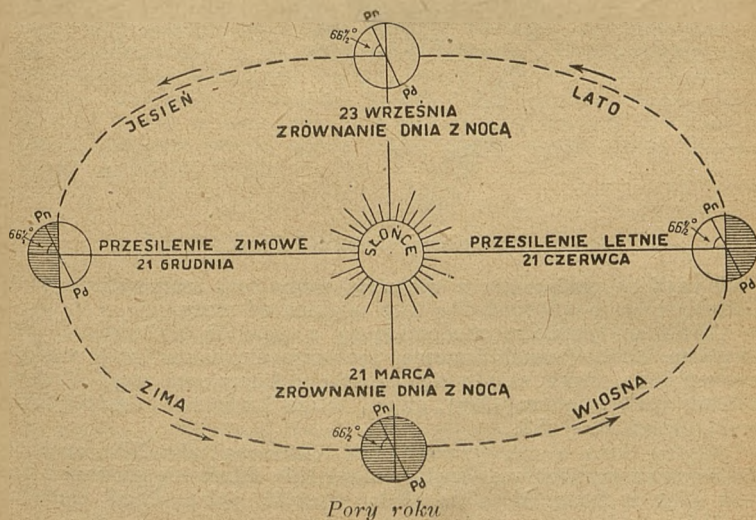 Pn
66½°
Pd
JESIEŃ
LATO
23 WRZEŚNIA
ZRÓWNANIE DNIA Z NOCĄ
Pn
66½°
Pd
PRZESILENIE ZIMOWE
21 GRUDNIA
SŁOŃCE
PRZESILENIE LETNIE
21 CZERWCA
Pn
66½°
Pd
21 MARCA
ZRÓWNANIE DNIA Z NOCĄ
ZIMA
WIOSNA
Pn
66½°
Pd
Pory roku